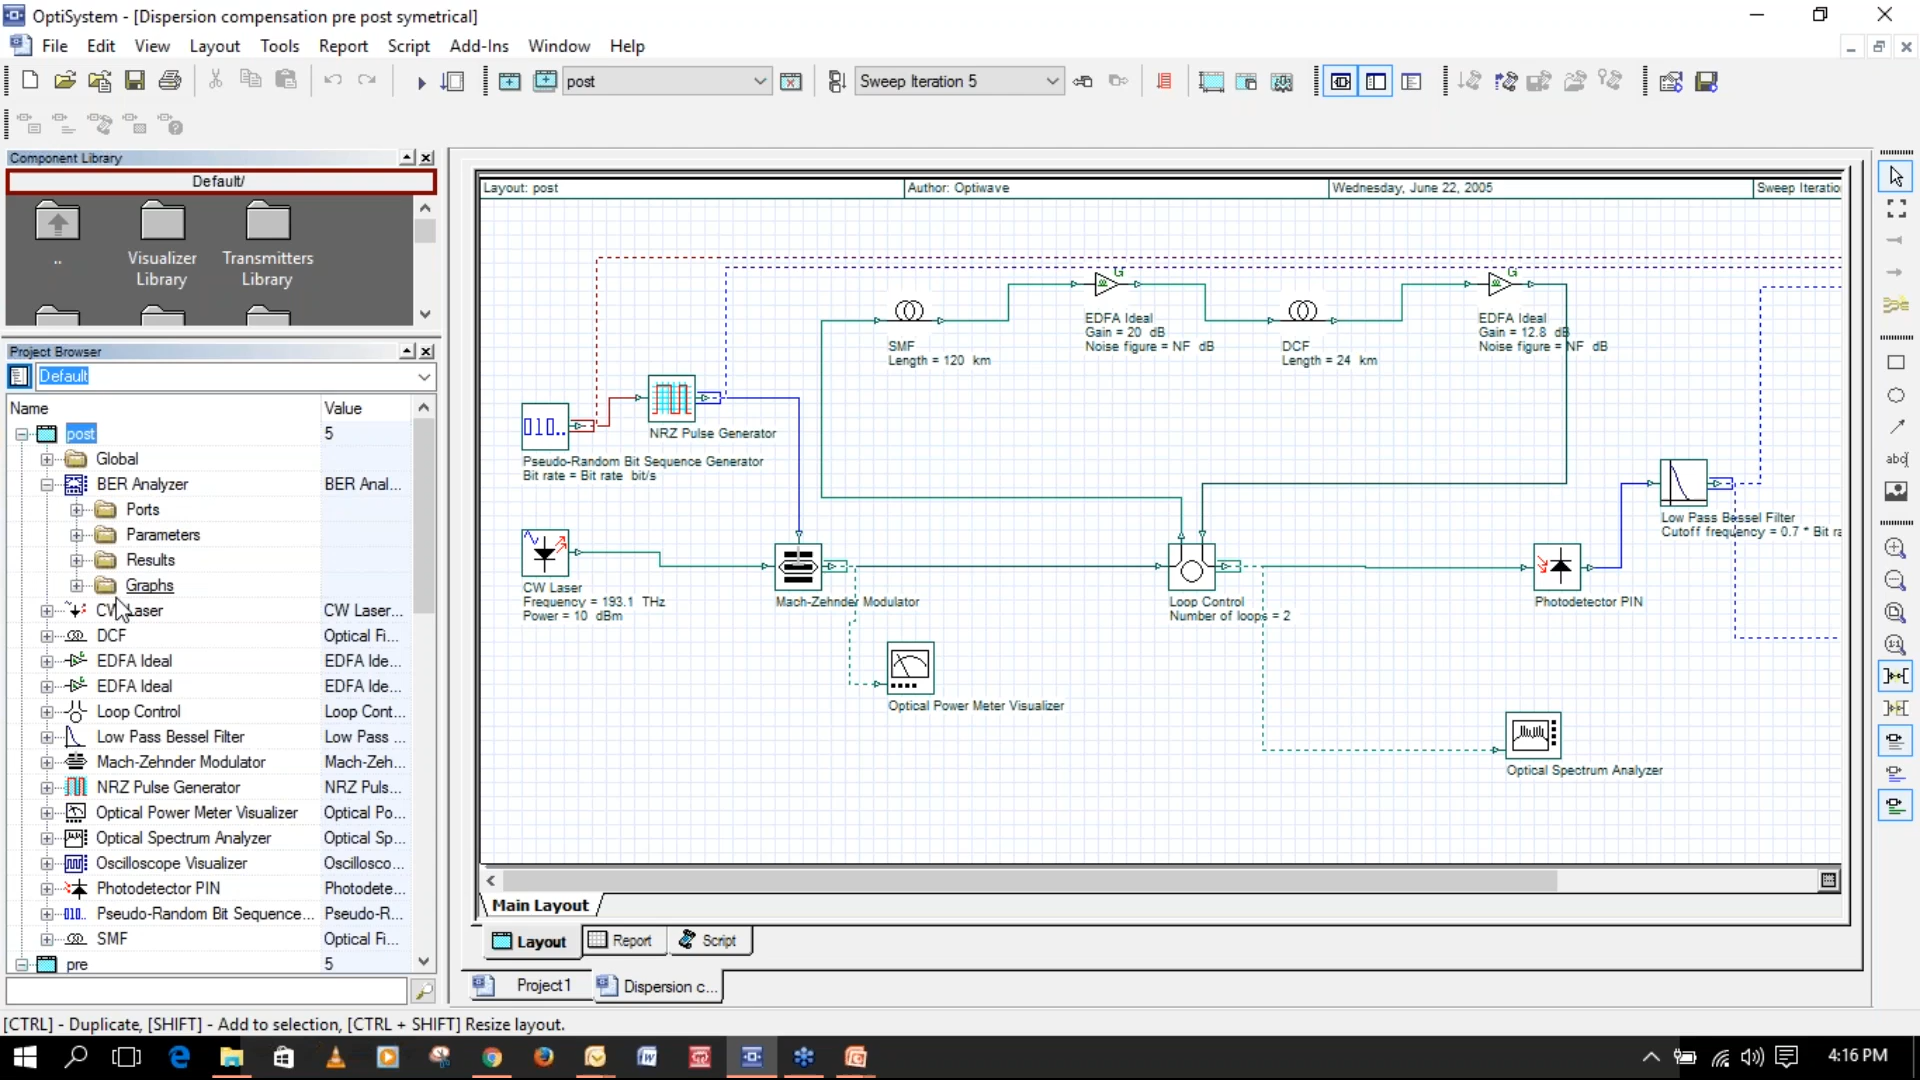 OptiSystem - [Dispersion compensation pre post symetrical]
File Edit View Layout Tools Report Script Add-Ins Window Help
post
Sweep Iteration 5
Component Library
Default/
..
Visualizer Library
Transmitters Library
Project Browser
Default
Name Value
post 5
Global
BER Analyzer BER Anal...
Ports
Parameters
Results
Graphs
CW Laser CW Laser...
DCF Optical Fi...
EDFA Ideal EDFA Ide...
EDFA Ideal EDFA Ide...
Loop Control Loop Cont...
Low Pass Bessel Filter Low Pass ...
Mach-Zehnder Modulator Mach-Zeh...
NRZ Pulse Generator NRZ Puls...
Optical Power Meter Visualizer Optical Po...
Optical Spectrum Analyzer Optical Sp...
Oscilloscope Visualizer Oscillosco...
Photodetector PIN Photodete...
Pseudo-Random Bit Sequence... Pseudo-R...
SMF Optical Fi...
pre 5
Layout: post
Author: Optiwave
Wednesday, June 22, 2005
Sweep Iteratio
SMF
Length = 120 km
EDFA Ideal
Gain = 20 dB
Noise figure = NF dB
DCF
Length = 24 km
EDFA Ideal
Gain = 12.8 dB
Noise figure = NF dB
NRZ Pulse Generator
Pseudo-Random Bit Sequence Generator
Bit rate = Bit rate bit/s
Low Pass Bessel Filter
Cutoff frequency = 0.7 * Bit ra
CW Laser
Frequency = 193.1 THz
Power = 10 dBm
Mach-Zehnder Modulator
Loop Control
Number of loops = 2
Photodetector PIN
Optical Power Meter Visualizer
Optical Spectrum Analyzer
Main Layout
Layout Report Script
Project1 Dispersion c...
[CTRL] - Duplicate, [SHIFT] - Add to selection, [CTRL + SHIFT] Resize layout.
4:16 PM